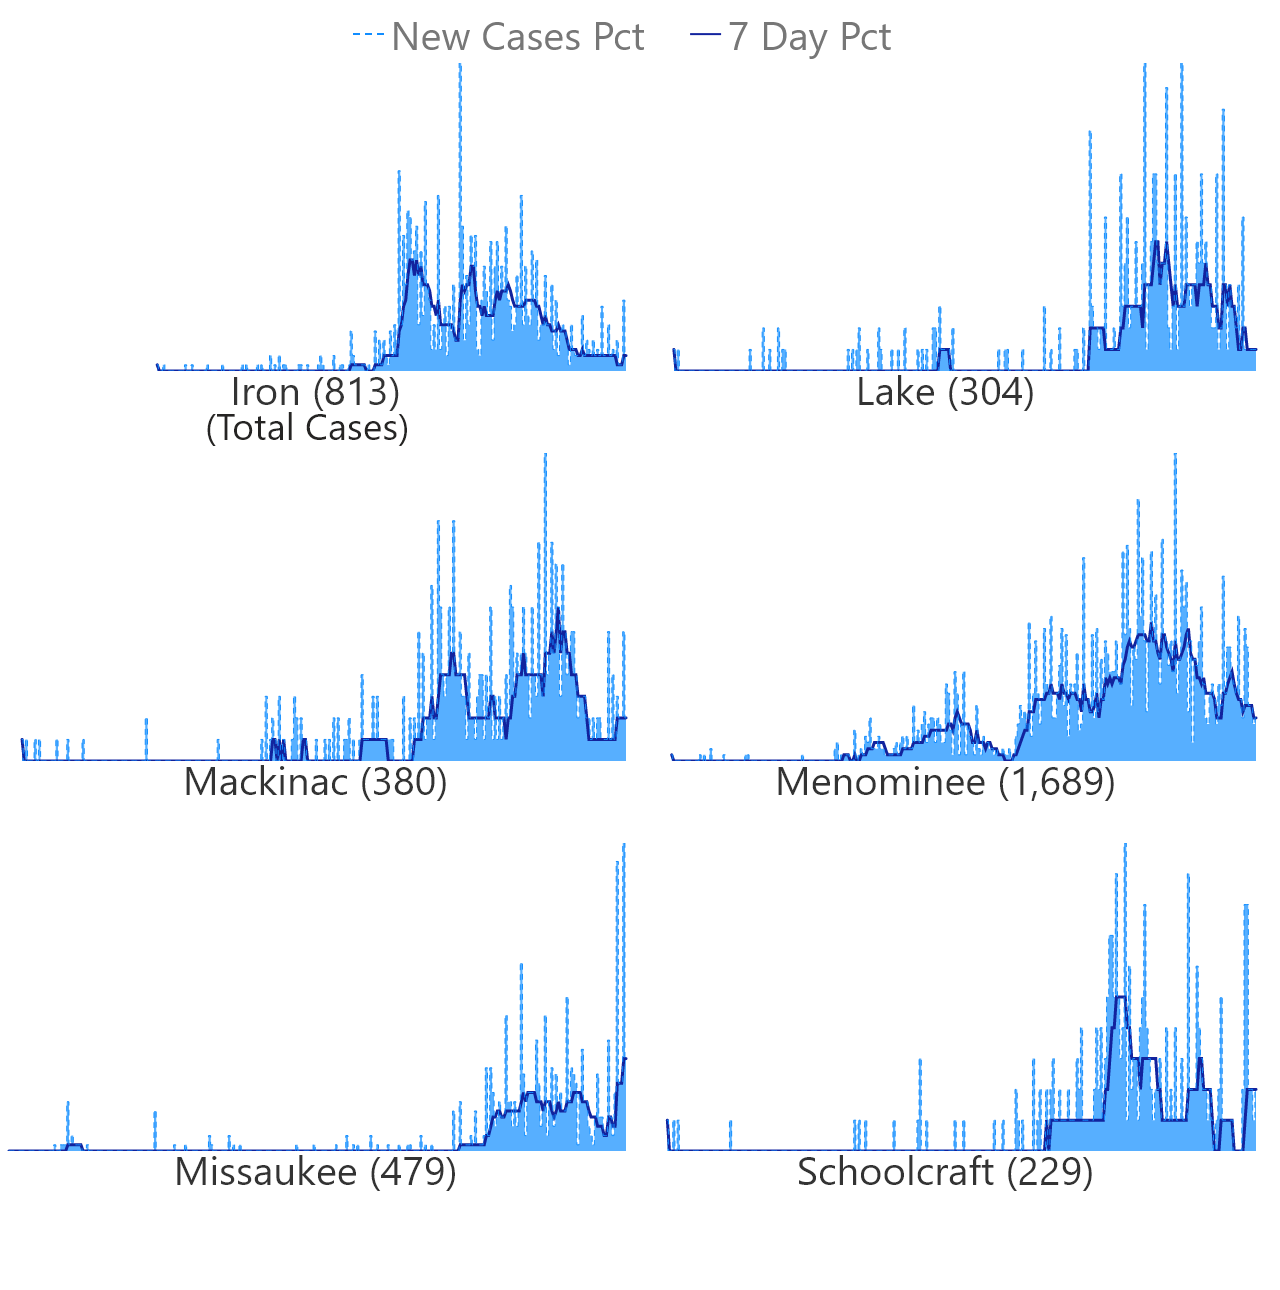 New Cases Pct 7 Day Pct
Iron (813) Lake (304)
(Total Cases)
Mackinac (380) Menominee (1,689)
Missaukee (479) Schoolcraft (229)